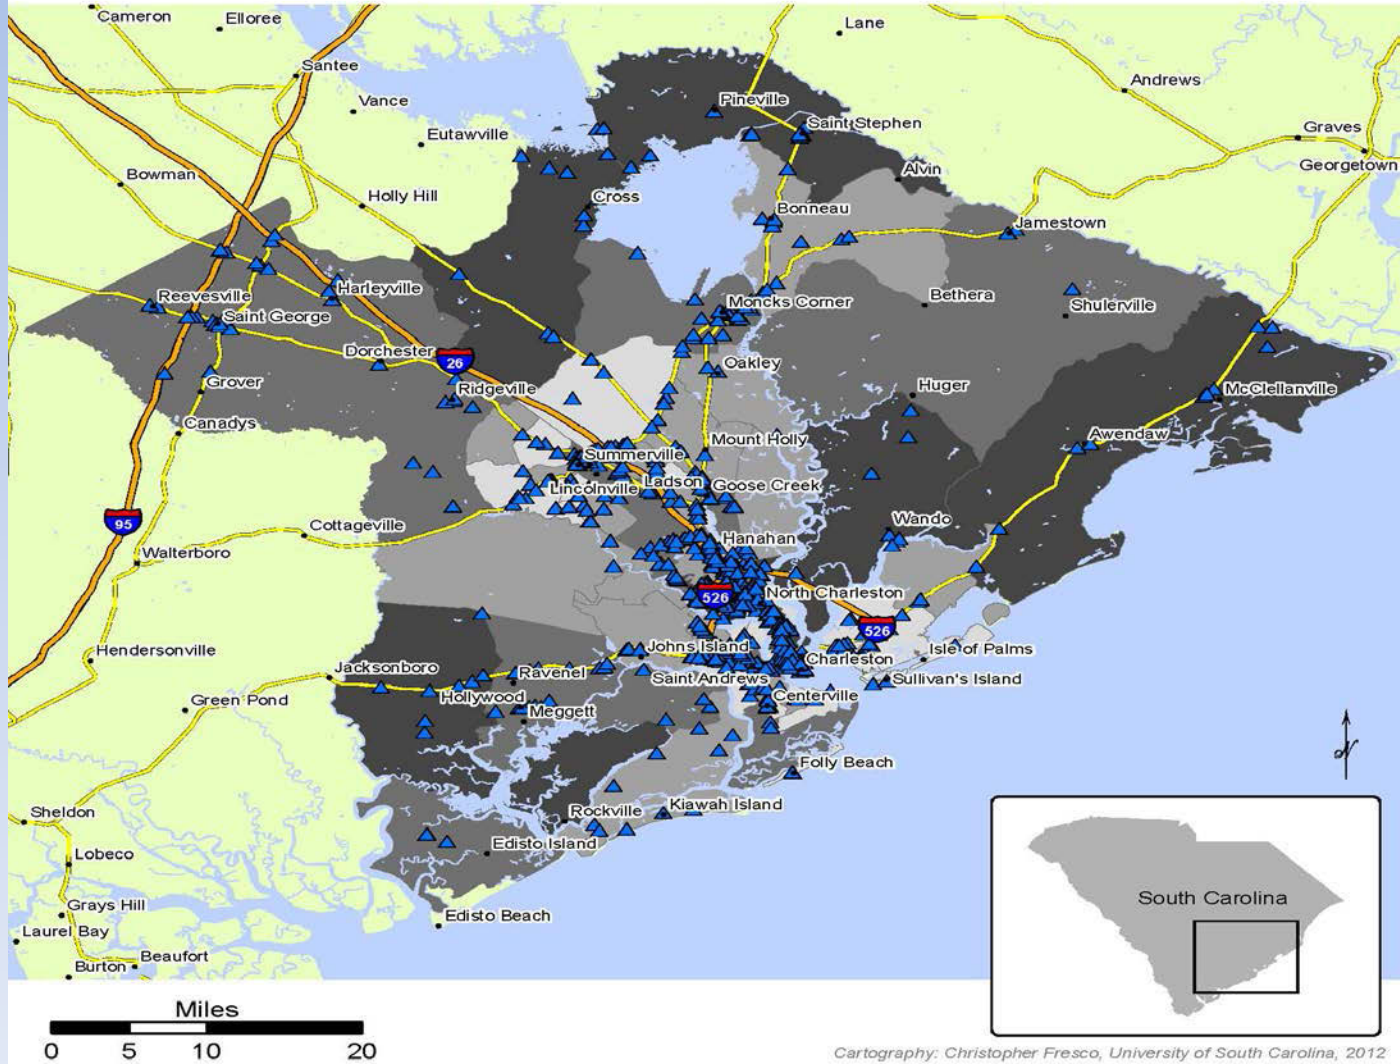 Cameron
Elloree
Lane
Santee
Andrews
Vance
Pineville
Saint Stephen
Graves
Eutawville
Georgetown
Bowman
Alvin
Holly Hill
Cross
Bonneau
Jamestown
Harleyville
Bethera
Reevesville
Moncks Corner
Shulerville
Saint George
Dorchester
26
Oakley
Grover
Ridgeville
Huger
McClellanville
Canadys
Mount Holly
Awendaw
Summerville
Ladson
Lincolnville
Goose Creek
95
Cottageville
Wando
Hanahan
Walterboro
526
North Charleston
526
Hendersonville
Johns Island
Isle of Palms
Jacksonboro
Ravenel
Charleston
Saint Andrews
Sullivan's Island
Green Pond
Hollywood
Centerville
Meggett
N
Folly Beach
Sheldon
Rockville
Kiawah Island
Edisto Island
Lobeco
South Carolina
Grays Hill
Edisto Beach
Laurel Bay
Beaufort
Burton
Miles
0 5 10 20
Cartography: Christopher Fresco, University of South Carolina, 2012